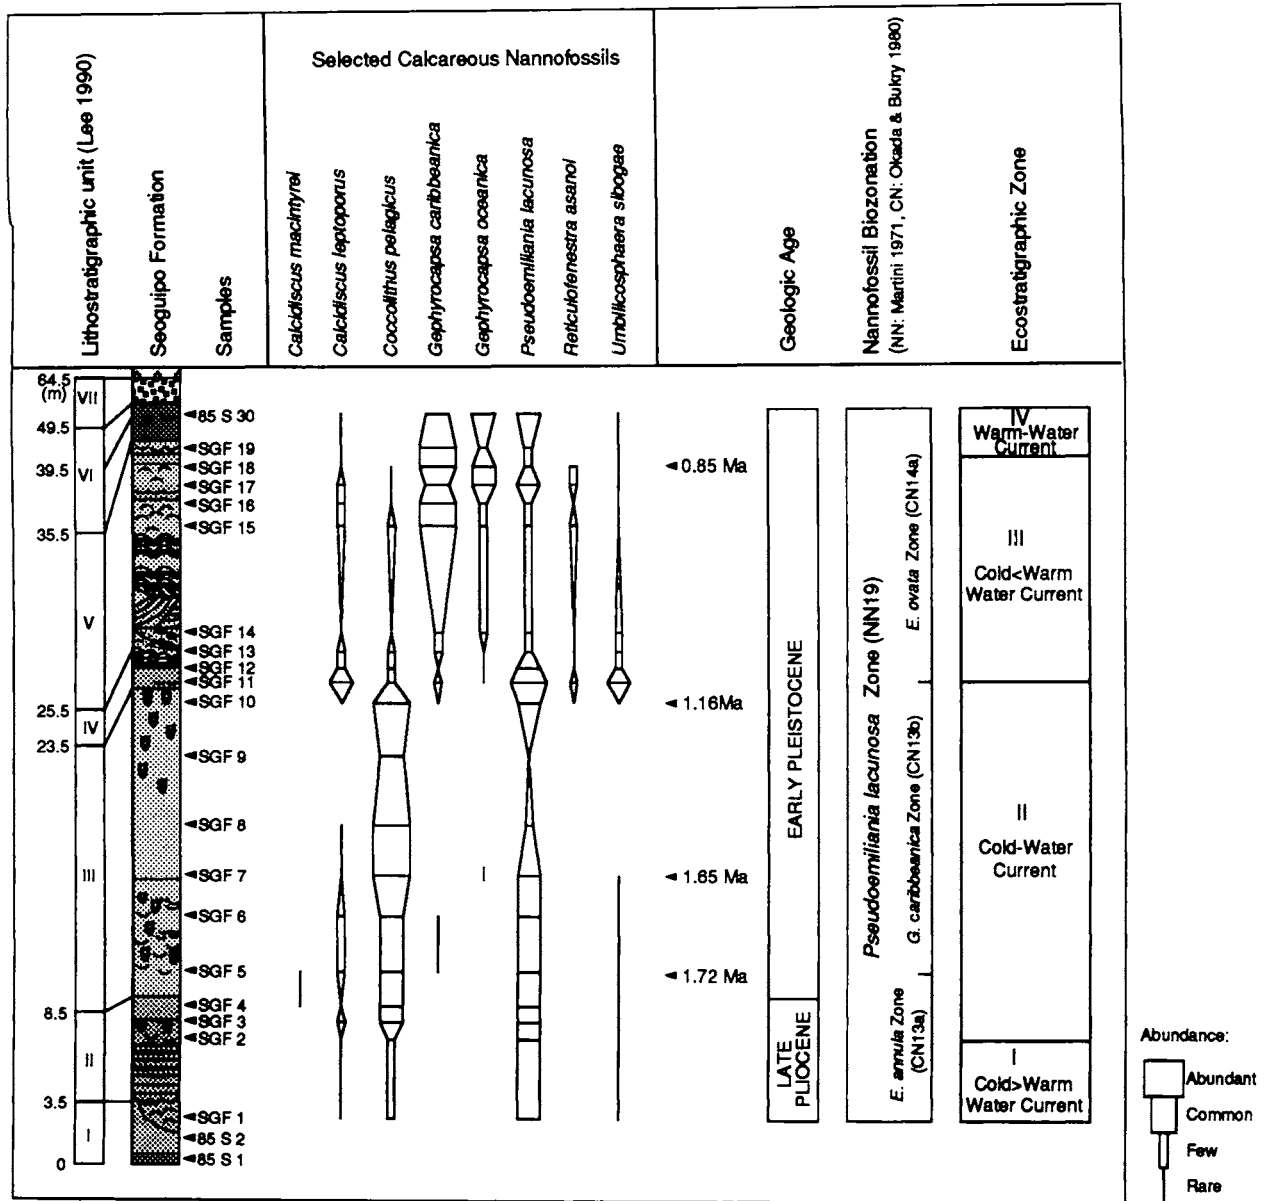 Lithostratigraphic unit (Lee 1990)
Seoguipo Formation
Samples
Selected Calcareous Nannofossils
Calcidiscus macintyrei
Calcidiscus leptoporus
Coccolithus pelagicus
Gephyrocapsa caribbeanica
Gephyrocapsa oceanica
Pseudoemiliania lacunosa
Reticulofenestra asanoi
Umbilicosphaera sibogae
Geologic Age
Nannofossil Biozonation
(NN: Martini 1971, CN: Okada & Bukry 1980)
Ecostratigraphic Zone
64.5
(m)
49.5
39.5
35.5
25.5
23.5
8.5
3.5
0
VII
VI
V
IV
III
II
I
85 S 30
SGF 19
SGF 18
SGF 17
SGF 16
SGF 15
SGF 14
SGF 13
SGF 12
SGF 11
SGF 10
SGF 9
SGF 8
SGF 7
SGF 6
SGF 5
SGF 4
SGF 3
SGF 2
SGF 1
85 S 2
85 S 1
0.85 Ma
1.16Ma
1.65 Ma
1.72 Ma
EARLY PLEISTOCENE
LATE
PLIOCENE
Pseudoemiliania lacunosa Zone (NN19)
E. ovata Zone (CN14a)
G. caribbeanica Zone (CN13b)
E. annula Zone
(CN13a)
IV
Warm-Water
Current
III
Cold<Warm
Water Current
II
Cold-Water
Current
I
Cold>Warm
Water Current
Abundance:
Abundant
Common
Few
Rare